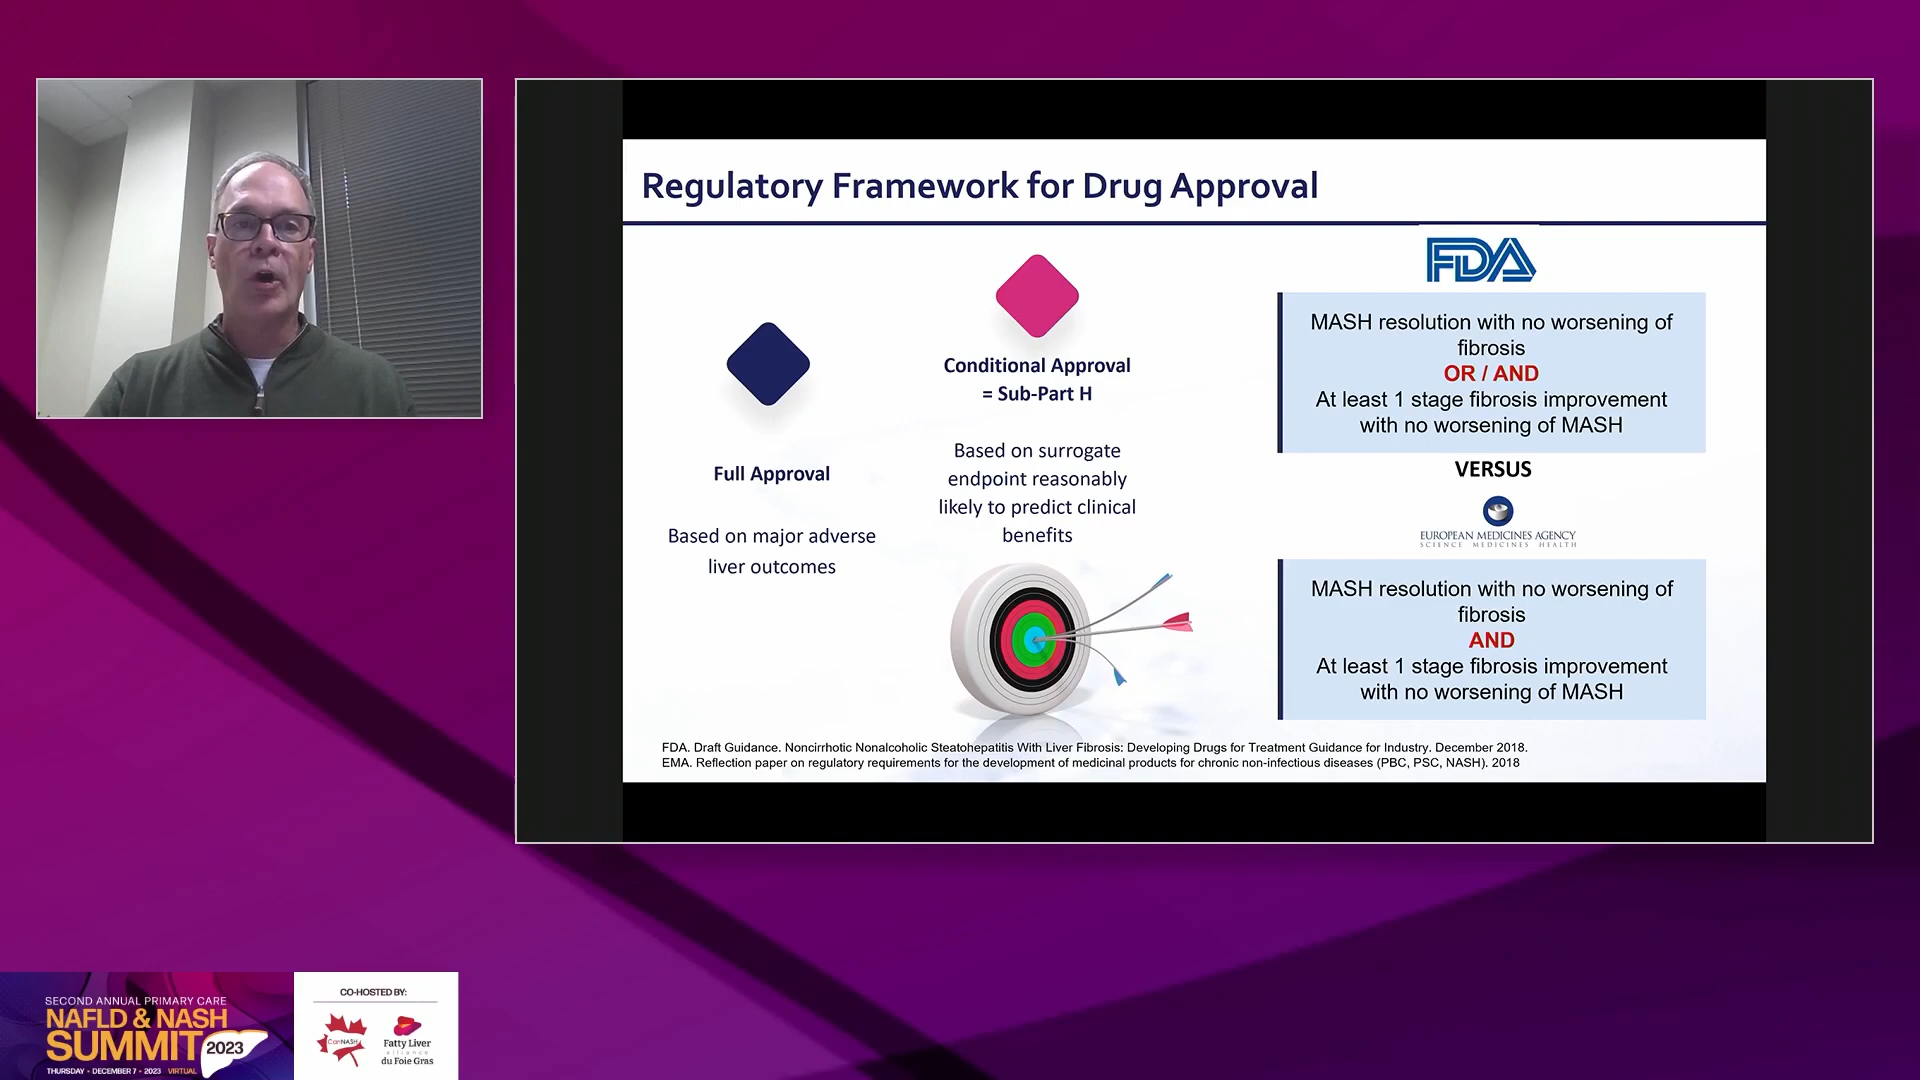 Regulatory Framework for Drug Approval
Full Approval
Based on major adverse
liver outcomes
Conditional Approval
= Sub-Part H
Based on surrogate
endpoint reasonably
likely to predict clinical
benefits
FDA
MASH resolution with no worsening of
fibrosis
OR / AND
At least 1 stage fibrosis improvement
with no worsening of MASH
VERSUS
EUROPEAN MEDICINES AGENCY
SCIENCE MEDICINES HEALTH
MASH resolution with no worsening of
fibrosis
AND
At least 1 stage fibrosis improvement
with no worsening of MASH
FDA. Draft Guidance. Noncirrhotic Nonalcoholic Steatohepatitis With Liver Fibrosis: Developing Drugs for Treatment Guidance for Industry. December 2018.
EMA. Reflection paper on regulatory requirements for the development of medicinal products for chronic non-infectious diseases (PBC, PSC, NASH). 2018
SECOND ANNUAL PRIMARY CARE
NAFLD & NASH
SUMMIT 2023
THURSDAY • DECEMBER 7 • 2023 VIRTUAL
CO-HOSTED BY:
CanNASH
Fatty Liver
alliance
du Foie Gras